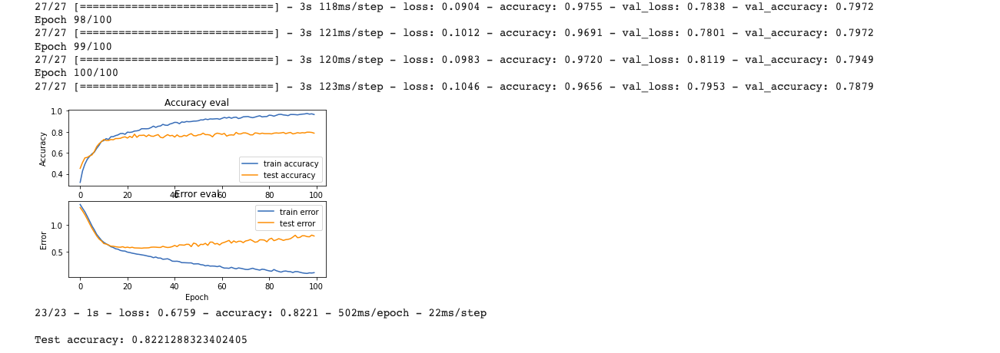 27/27 [==============================] - 3s 118ms/step - loss: 0.0904 - accuracy: 0.9755 - val_loss: 0.7838 - val_accuracy: 0.7972
Epoch 98/100
27/27 [==============================] - 3s 121ms/step - loss: 0.1012 - accuracy: 0.9691 - val_loss: 0.7801 - val_accuracy: 0.7972
Epoch 99/100
27/27 [==============================] - 3s 120ms/step - loss: 0.0983 - accuracy: 0.9720 - val_loss: 0.8119 - val_accuracy: 0.7949
Epoch 100/100
27/27 [==============================] - 3s 123ms/step - loss: 0.1046 - accuracy: 0.9656 - val_loss: 0.7953 - val_accuracy: 0.7879
Accuracy eval
1.0
0.8
0.6
0.4
Accuracy
train accuracy
test accuracy
0 20 40 60 80 100
Error eval
1.0
0.5
Error
train error
test error
0 20 40 60 80 100
Epoch
23/23 - 1s - loss: 0.6759 - accuracy: 0.8221 - 502ms/epoch - 22ms/step
Test accuracy: 0.8221288323402405